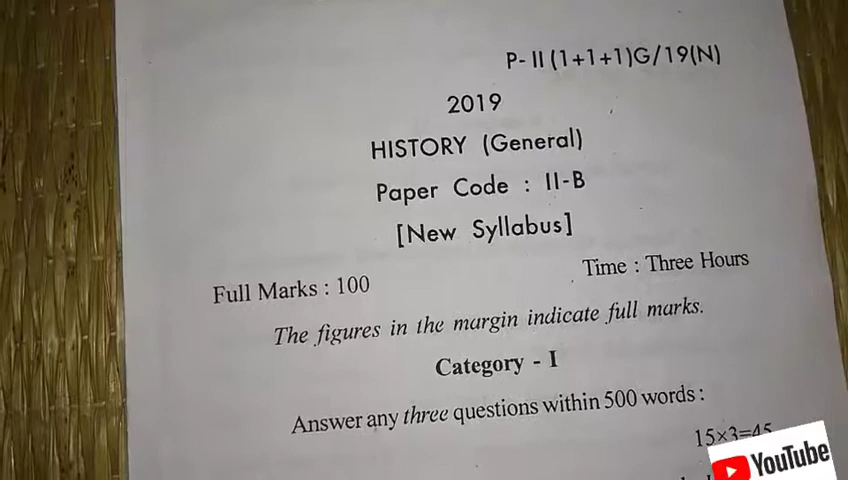 P- II (1+1+1)G/19(N)
2019
HISTORY (General)
Paper Code : II-B
[New Syllabus]
Full Marks : 100
Time : Three Hours
The figures in the margin indicate full marks.
Category - I
Answer any three questions within 500 words :
15×3=45
YouTube